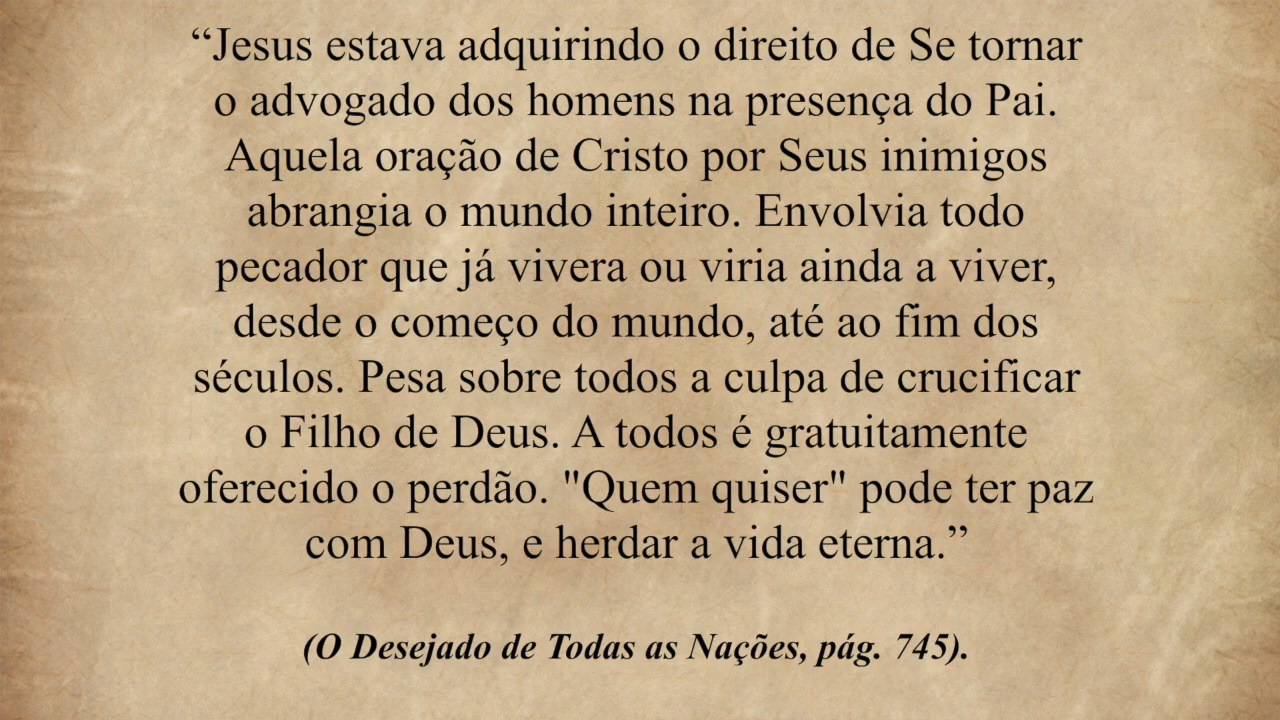 “Jesus estava adquirindo o direito de Se tornar
o advogado dos homens na presença do Pai.
Aquela oração de Cristo por Seus inimigos
abrangia o mundo inteiro. Envolvia todo
pecador que já vivera ou viria ainda a viver,
desde o começo do mundo, até ao fim dos
séculos. Pesa sobre todos a culpa de crucificar
o Filho de Deus. A todos é gratuitamente
oferecido o perdão. "Quem quiser" pode ter paz
com Deus, e herdar a vida eterna.”
(O Desejado de Todas as Nações, pág. 745).